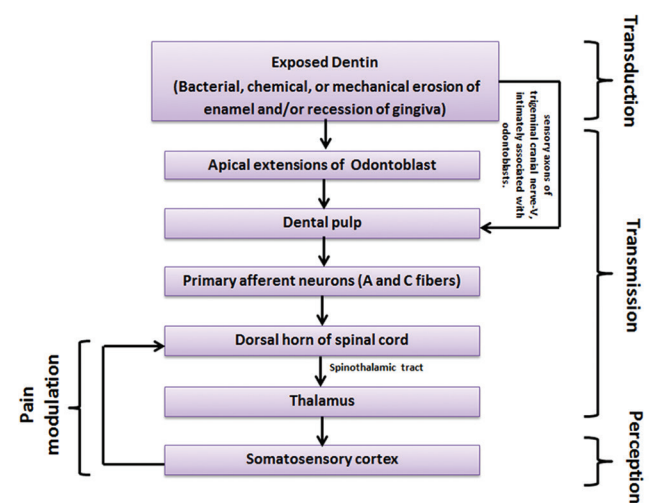 Exposed Dentin
(Bacterial, chemical, or mechanical erosion of
enamel and/or recession of gingiva)
Transduction
sensory axons of
trigeminal cranial nerve-V,
intimately associated with
odontoblasts.
Apical extensions of Odontoblast
Dental pulp
Transmission
Primary afferent neurons (A and C fibers)
Dorsal horn of spinal cord
Spinothalamic tract
Pain
modulation
Thalamus
Somatosensory cortex
Perception